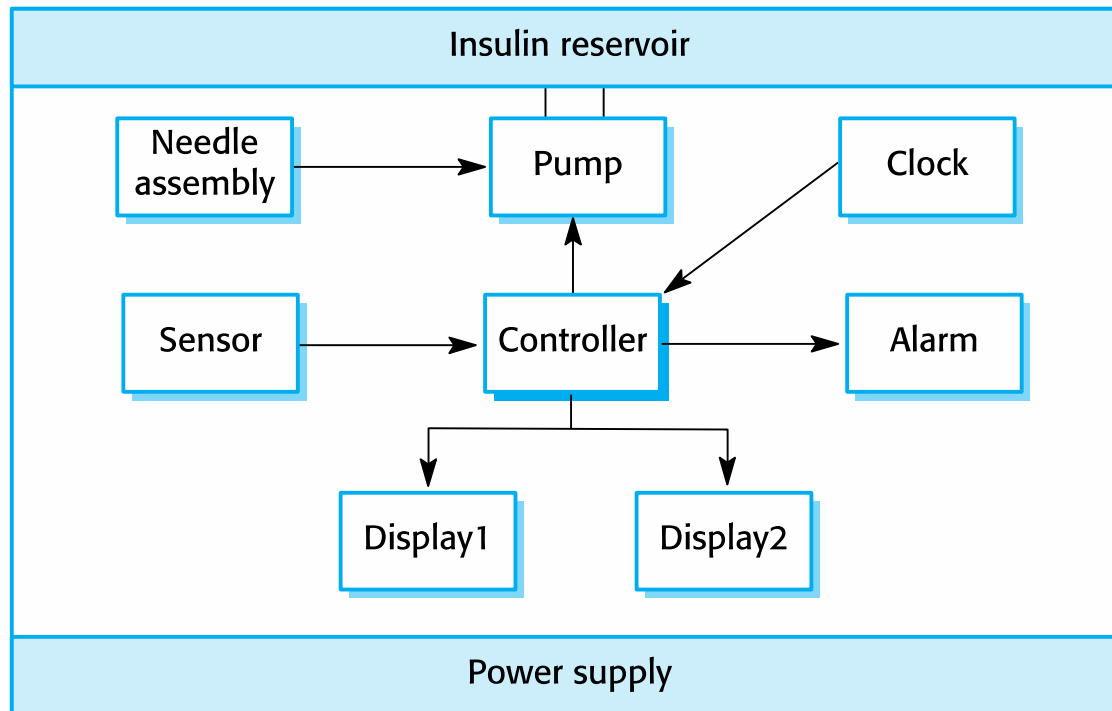 Insulin reservoir
Needle
assembly
Pump
Clock
Sensor
Controller
Alarm
Display1
Display2
Power supply